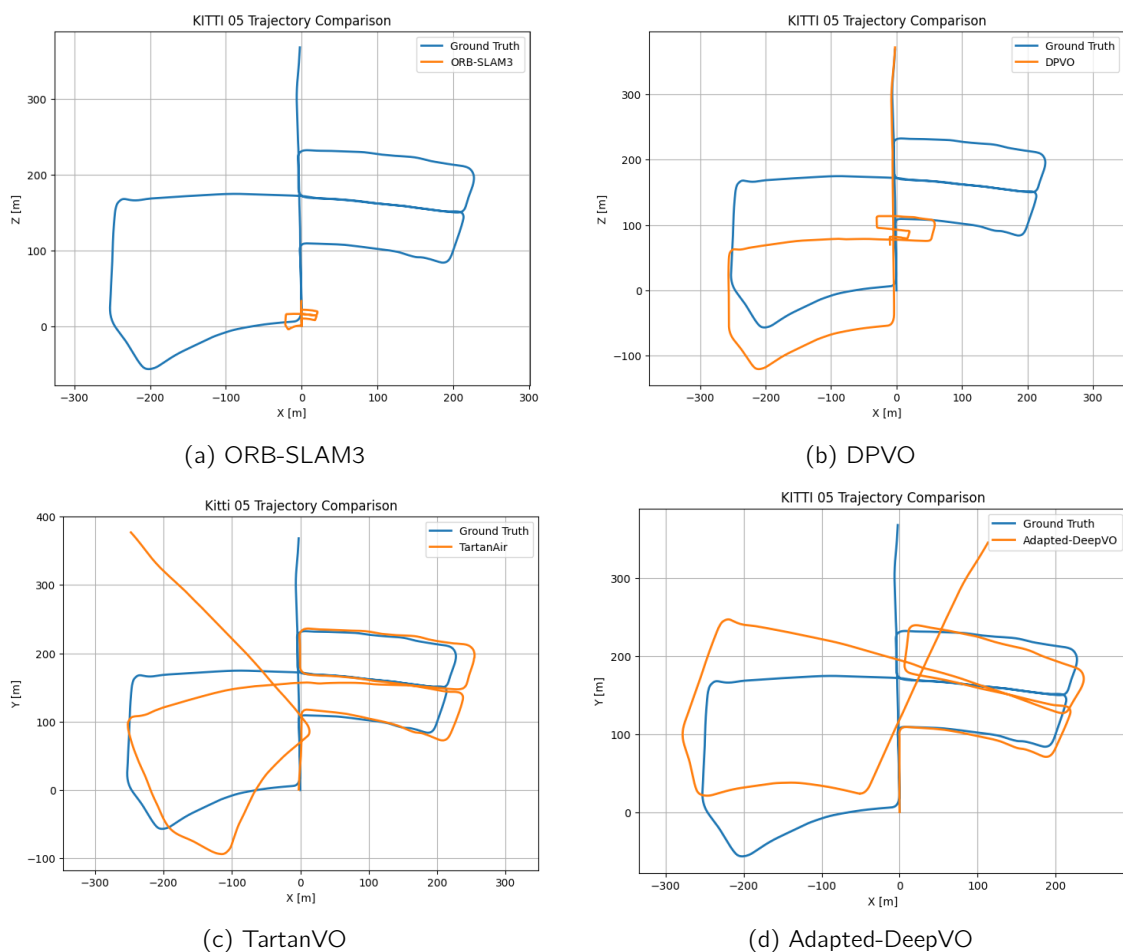 KITTI 05 Trajectory Comparison
Ground Truth
ORB-SLAM3
Z [m]
300
200
100
0
−300 −200 −100 0 100 200 300
X [m]
(a) ORB-SLAM3
KITTI 05 Trajectory Comparison
Ground Truth
DPVO
Z [m]
300
200
100
0
−100
−300 −200 −100 0 100 200 300
X [m]
(b) DPVO
Kitti 05 Trajectory Comparison
Ground Truth
TartanAir
Y [m]
400
300
200
100
0
−100
−300 −200 −100 0 100 200 300
X [m]
(c) TartanVO
KITTI 05 Trajectory Comparison
Ground Truth
Adapted-DeepVO
Y [m]
300
200
100
0
−300 −200 −100 0 100 200
X [m]
(d) Adapted-DeepVO